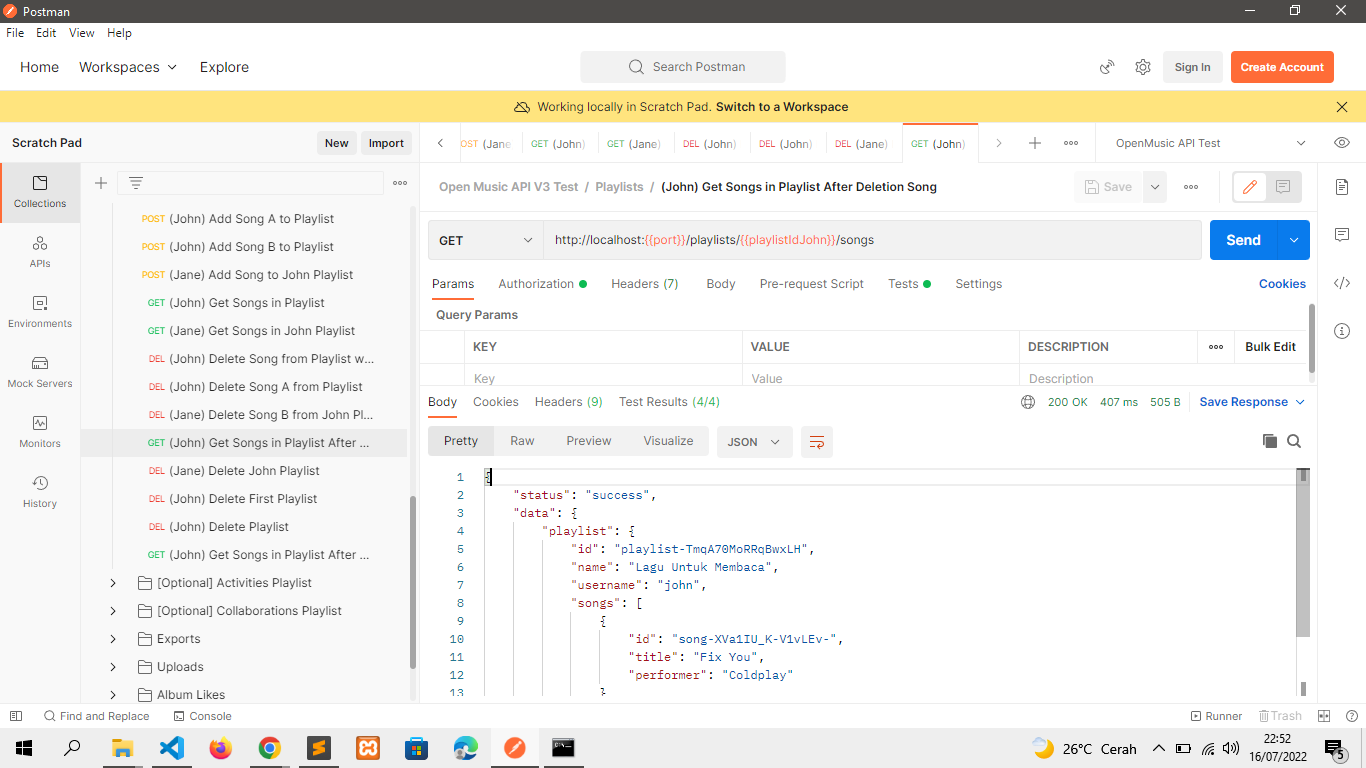 Postman
File Edit View Help
Home Workspaces Explore Search Postman Sign In Create Account
Working locally in Scratch Pad. Switch to a Workspace
Scratch Pad New Import
OST (Jane GET (John) GET (Jane) DEL (John) DEL (John) DEL (Jane) GET (John) OpenMusic API Test
Open Music API V3 Test / Playlists / (John) Get Songs in Playlist After Deletion Song Save
GET http://localhost:{{port}}/playlists/{{playlistIdJohn}}/songs Send
Params Authorization Headers (7) Body Pre-request Script Tests Settings Cookies
Query Params
KEY VALUE DESCRIPTION Bulk Edit
Key Value Description
Collections
APIs
Environments
Mock Servers
Monitors
History
POST (John) Add Song A to Playlist
POST (John) Add Song B to Playlist
POST (Jane) Add Song to John Playlist
GET (John) Get Songs in Playlist
GET (Jane) Get Songs in John Playlist
DEL (John) Delete Song from Playlist w...
DEL (John) Delete Song A from Playlist
DEL (Jane) Delete Song B from John Pl...
GET (John) Get Songs in Playlist After ...
DEL (Jane) Delete John Playlist
DEL (John) Delete First Playlist
DEL (John) Delete Playlist
GET (John) Get Songs in Playlist After ...
[Optional] Activities Playlist
[Optional] Collaborations Playlist
Exports
Uploads
Album Likes
Body Cookies Headers (9) Test Results (4/4) 200 OK 407 ms 505 B Save Response
Pretty Raw Preview Visualize JSON
1 {
2 "status": "success",
3 "data": {
4 "playlist": {
5 "id": "playlist-TmqA70MoRRqBwxLH",
6 "name": "Lagu Untuk Membaca",
7 "username": "john",
8 "songs": [
9 {
10 "id": "song-XVa1IU_K-V1vLEv-",
11 "title": "Fix You",
12 "performer": "Coldplay"
13 }
Find and Replace Console Runner Trash
26°C Cerah 22:52
16/07/2022 5